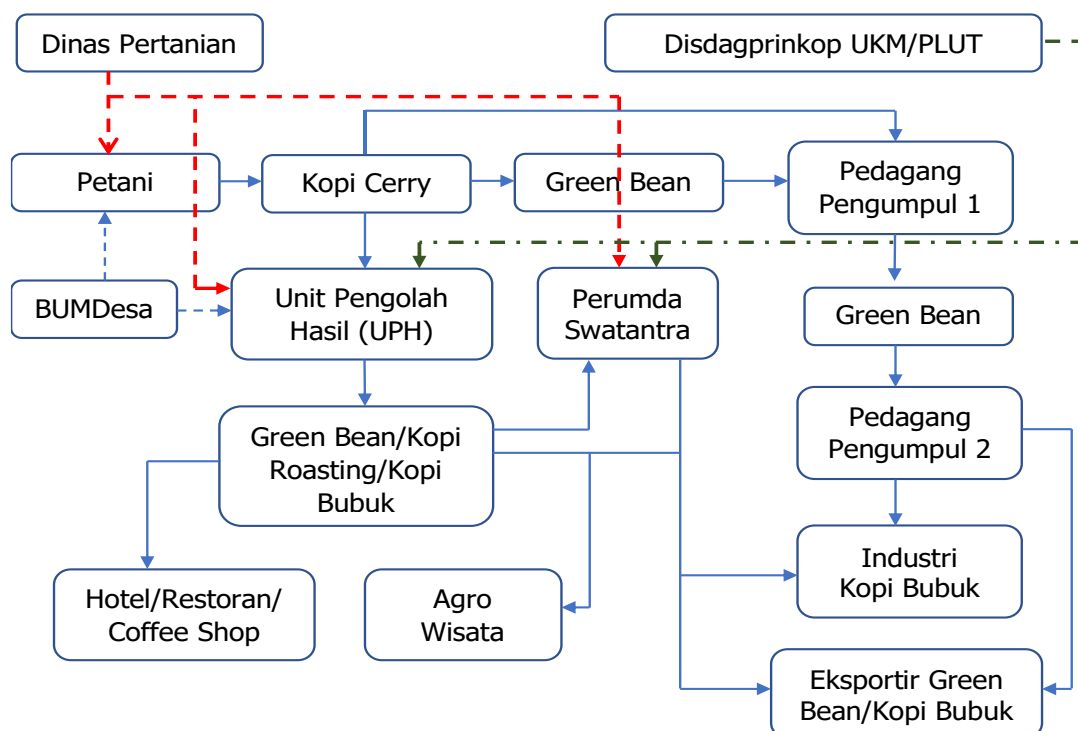 Dinas Pertanian
Disdagprinkop UKM/PLUT
Petani
Kopi Cerry
Green Bean
Pedagang
Pengumpul 1
BUMDesa
Unit Pengolah
Hasil (UPH)
Perumda
Swatantra
Green Bean
Green Bean/Kopi
Roasting/Kopi
Bubuk
Pedagang
Pengumpul 2
Hotel/Restoran/
Coffee Shop
Agro
Wisata
Industri
Kopi Bubuk
Eksportir Green
Bean/Kopi Bubuk